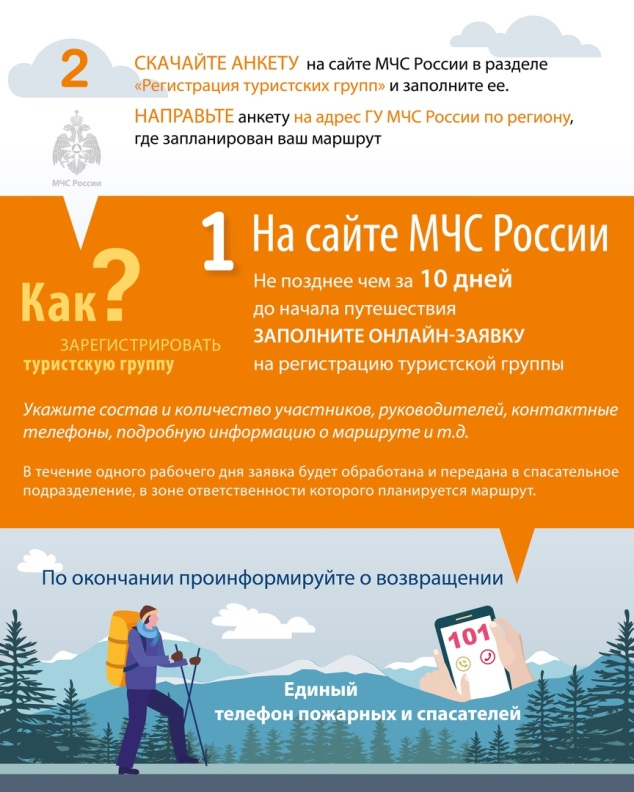 2
СКАЧАЙТЕ АНКЕТУ на сайте МЧС России в разделе
«Регистрация туристских групп» и заполните ее.
НАПРАВЬТЕ анкету на адрес ГУ МЧС России по региону,
где запланирован ваш маршрут
МЧС России
Как?
ЗАРЕГИСТРИРОВАТЬ
туристскую группу
1 На сайте МЧС России
Не позднее чем за 10 дней
до начала путешествия
ЗАПОЛНИТЕ ОНЛАЙН-ЗАЯВКУ
на регистрацию туристской группы
Укажите состав и количество участников, руководителей, контактные
телефоны, подробную информацию о маршруте и т.д.
В течение одного рабочего дня заявка будет обработана и передана в спасательное
подразделение, в зоне ответственности которого планируется маршрут.
По окончании проинформируйте о возвращении
101
Единый
телефон пожарных и спасателей